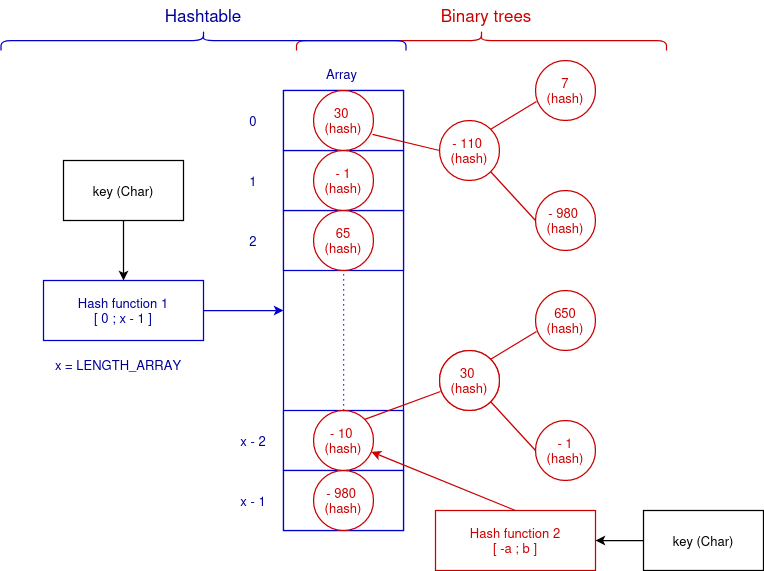 Hashtable
Binary trees
Array
0
30
(hash)
7
(hash)
- 110
(hash)
1
- 1
(hash)
key (Char)
2
65
(hash)
- 980
(hash)
Hash function 1
[ 0 ; x - 1 ]
x = LENGTH_ARRAY
650
(hash)
30
(hash)
x - 2
- 10
(hash)
- 1
(hash)
x - 1
- 980
(hash)
Hash function 2
[ -a ; b ]
key (Char)